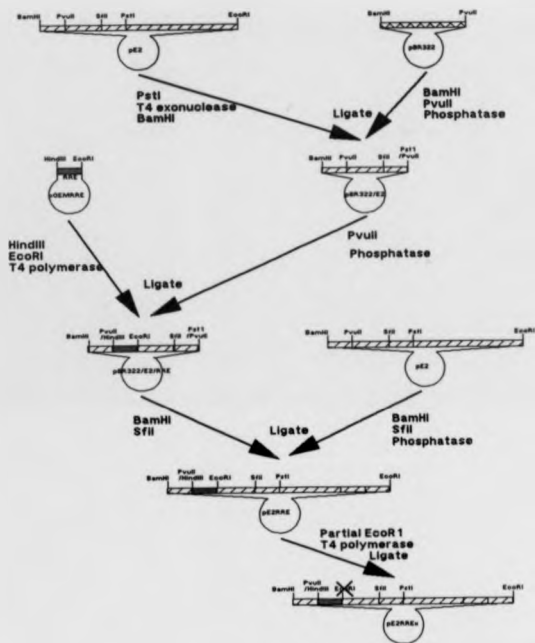 BamHI PvuII SfiI PstI EcoRI
pE2
BamHI PvuII
pBR322
PstI
T4 exonuclease
BamHI
Ligate
BamHI
PvuII
Phosphatase
HindIII EcoRI
RRE
BamHI PvuII SfiI Pst1
/PvuII
pBR322/E2
HindIII
EcoRI
T4 polymerase
Ligate
PvuII
Phosphatase
BamHI PvuII
/HindIII EcoRI SfiI Pst1
/PvuII
pBR322/E2/RRE
BamHI PvuII SfiI PstI EcoRI
pE2
BamHI
SfiI
Ligate
BamHI
SfiI
Phosphatase
BamHI PvuII
/HindIII EcoRI SfiI PstI EcoRI
pE2RRE
Partial EcoR1
T4 polymerase
Ligate
BamHI PvuII
/HindIII EcoRI SfiI PstI EcoRI
pE2RREx